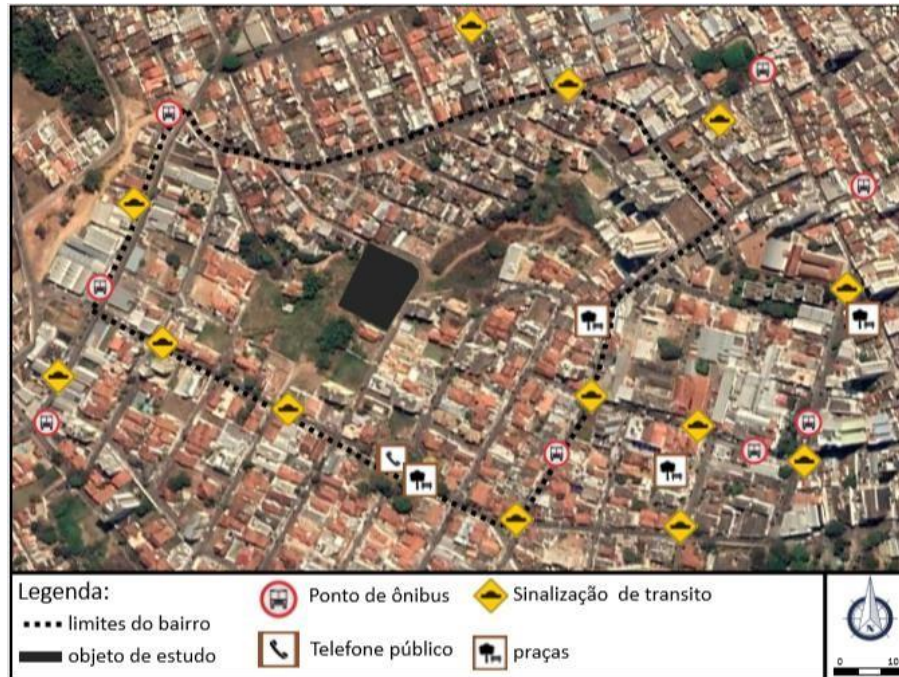 Legenda:
limites do bairro
objeto de estudo
Ponto de ônibus
Telefone público
Sinalização de transito
praças
N
0 10